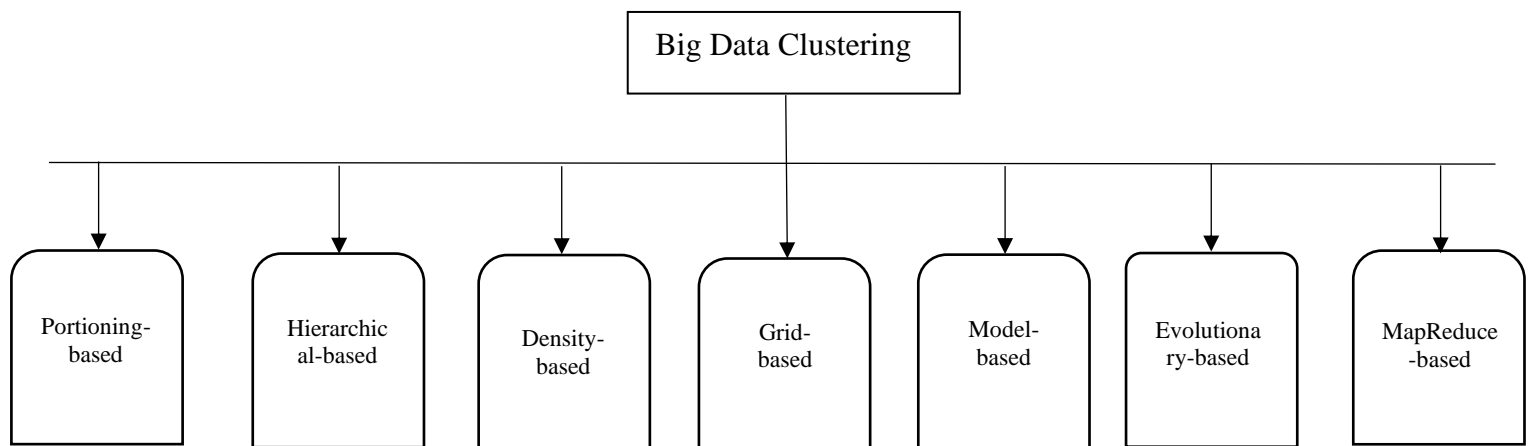 Big Data Clustering
Portioning-
based
Hierarchic
al-based
Density-
based
Grid-
based
Model-
based
Evolutiona
ry-based
MapReduce
-based